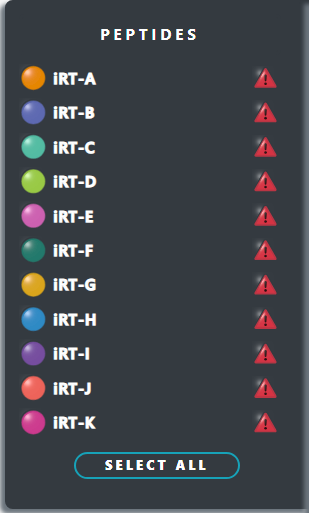 PEPTIDES
iRT-A
iRT-B
iRT-C
iRT-D
iRT-E
iRT-F
iRT-G
iRT-H
iRT-I
iRT-J
iRT-K
SELECT ALL